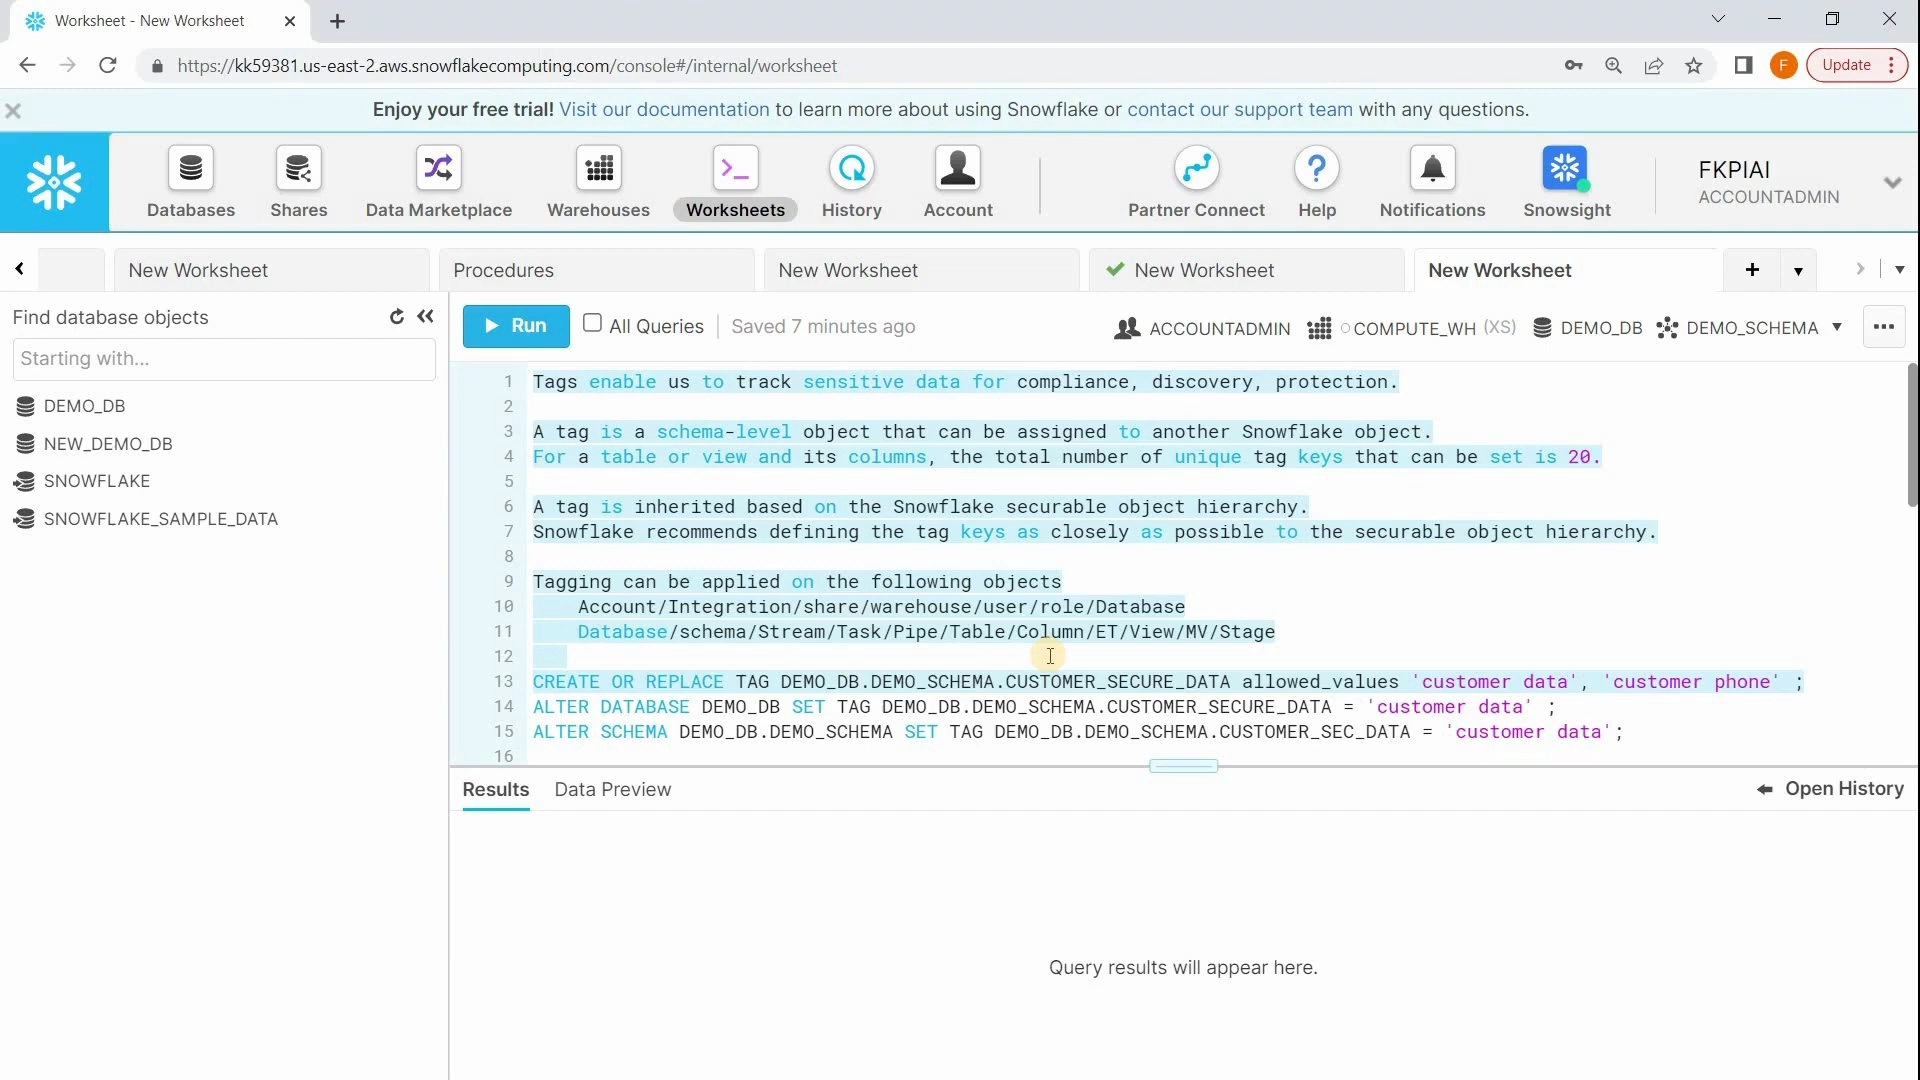 Worksheet - New Worksheet
https://kk59381.us-east-2.aws.snowflakecomputing.com/console#/internal/worksheet
F
Update
Enjoy your free trial! Visit our documentation to learn more about using Snowflake or contact our support team with any questions.
Databases
Shares
Data Marketplace
Warehouses
Worksheets
History
Account
Partner Connect
Help
Notifications
Snowsight
FKPIAI
ACCOUNTADMIN
New Worksheet
Procedures
New Worksheet
New Worksheet
New Worksheet
Find database objects
Starting with...
DEMO_DB
NEW_DEMO_DB
SNOWFLAKE
SNOWFLAKE_SAMPLE_DATA
Run
All Queries
Saved 7 minutes ago
ACCOUNTADMIN
COMPUTE_WH (XS)
DEMO_DB
DEMO_SCHEMA
1 Tags enable us to track sensitive data for compliance, discovery, protection.
2
3 A tag is a schema-level object that can be assigned to another Snowflake object.
4 For a table or view and its columns, the total number of unique tag keys that can be set is 20.
5
6 A tag is inherited based on the Snowflake securable object hierarchy.
7 Snowflake recommends defining the tag keys as closely as possible to the securable object hierarchy.
8
9 Tagging can be applied on the following objects
10 Account/Integration/share/warehouse/user/role/Database
11 Database/schema/Stream/Task/Pipe/Table/Column/ET/View/MV/Stage
12
13 CREATE OR REPLACE TAG DEMO_DB.DEMO_SCHEMA.CUSTOMER_SECURE_DATA allowed_values 'customer data', 'customer phone' ;
14 ALTER DATABASE DEMO_DB SET TAG DEMO_DB.DEMO_SCHEMA.CUSTOMER_SECURE_DATA = 'customer data' ;
15 ALTER SCHEMA DEMO_DB.DEMO_SCHEMA SET TAG DEMO_DB.DEMO_SCHEMA.CUSTOMER_SEC_DATA = 'customer data';
16
Results
Data Preview
Open History
Query results will appear here.